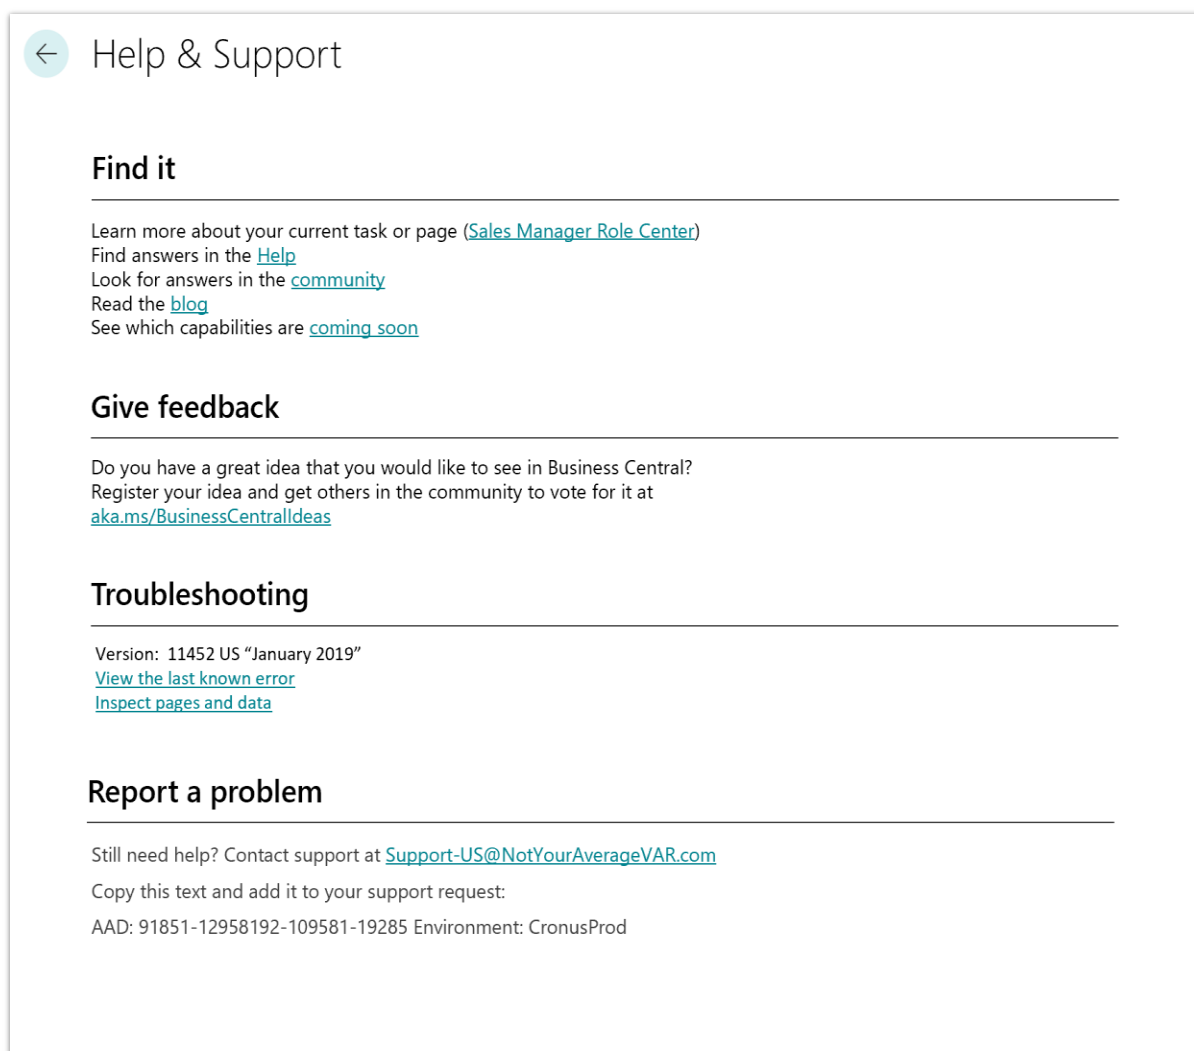 Help & Support
Find it
Learn more about your current task or page (Sales Manager Role Center)
Find answers in the Help
Look for answers in the community
Read the blog
See which capabilities are coming soon
Give feedback
Do you have a great idea that you would like to see in Business Central?
Register your idea and get others in the community to vote for it at
aka.ms/BusinessCentralIdeas
Troubleshooting
Version:  11452 US “January 2019”
View the last known error
Inspect pages and data
Report a problem
Still need help? Contact support at Support-US@NotYourAverageVAR.com
Copy this text and add it to your support request:
AAD: 91851-12958192-109581-19285 Environment: CronusProd